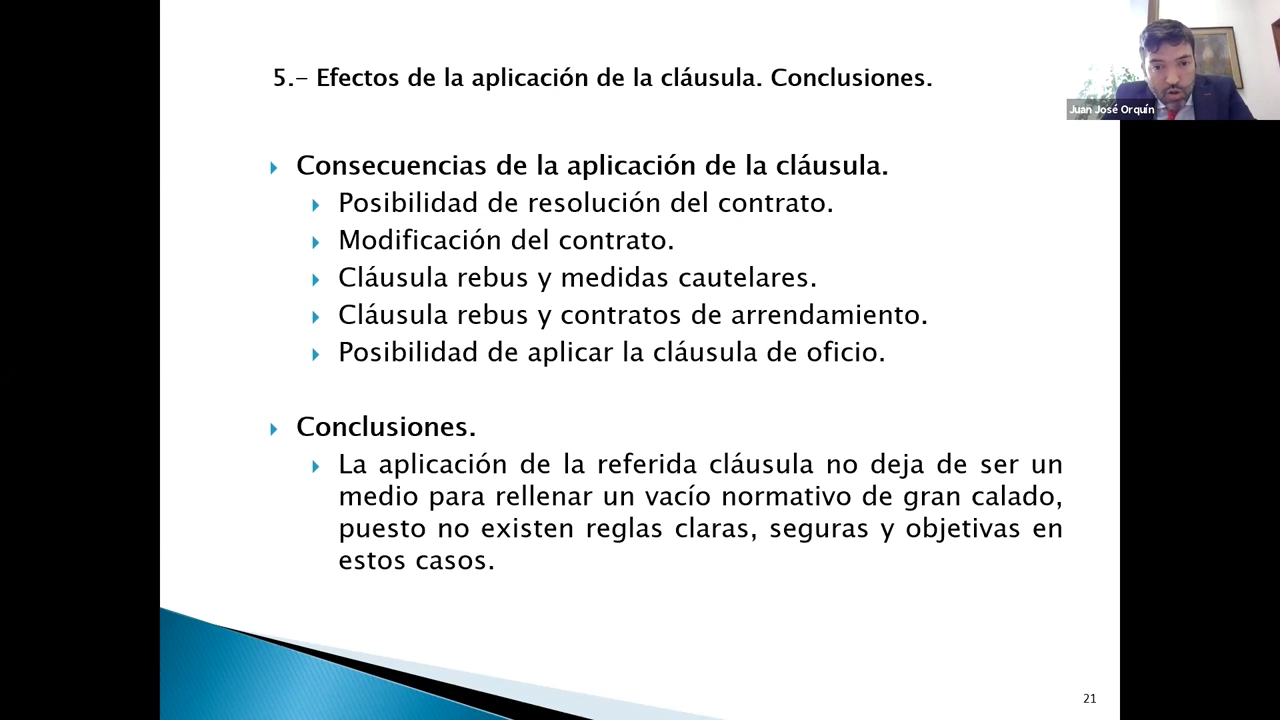 5.- Efectos de la aplicación de la cláusula. Conclusiones.
Juan José Orquín
Consecuencias de la aplicación de la cláusula.
Posibilidad de resolución del contrato.
Modificación del contrato.
Cláusula rebus y medidas cautelares.
Cláusula rebus y contratos de arrendamiento.
Posibilidad de aplicar la cláusula de oficio.
Conclusiones.
La aplicación de la referida cláusula no deja de ser un
medio para rellenar un vacío normativo de gran calado,
puesto no existen reglas claras, seguras y objetivas en
estos casos.
21